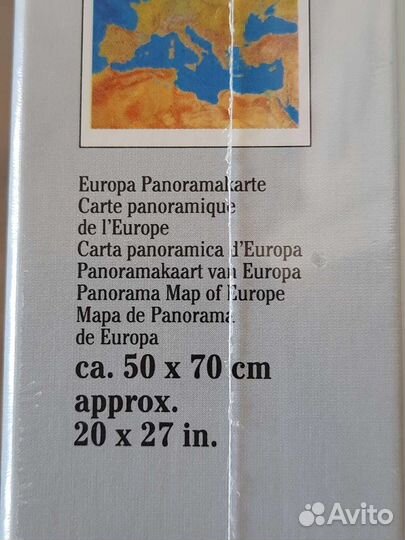 Europa Panoramakarte
Carte panoramique
de l'Europe
Carta panoramica d'Europa
Panoramakaart van Europa
Panorama Map of Europe
Mapa de Panorama
de Europa
ca. 50 x 70 cm
approx.
20 x 27 in.
Avito